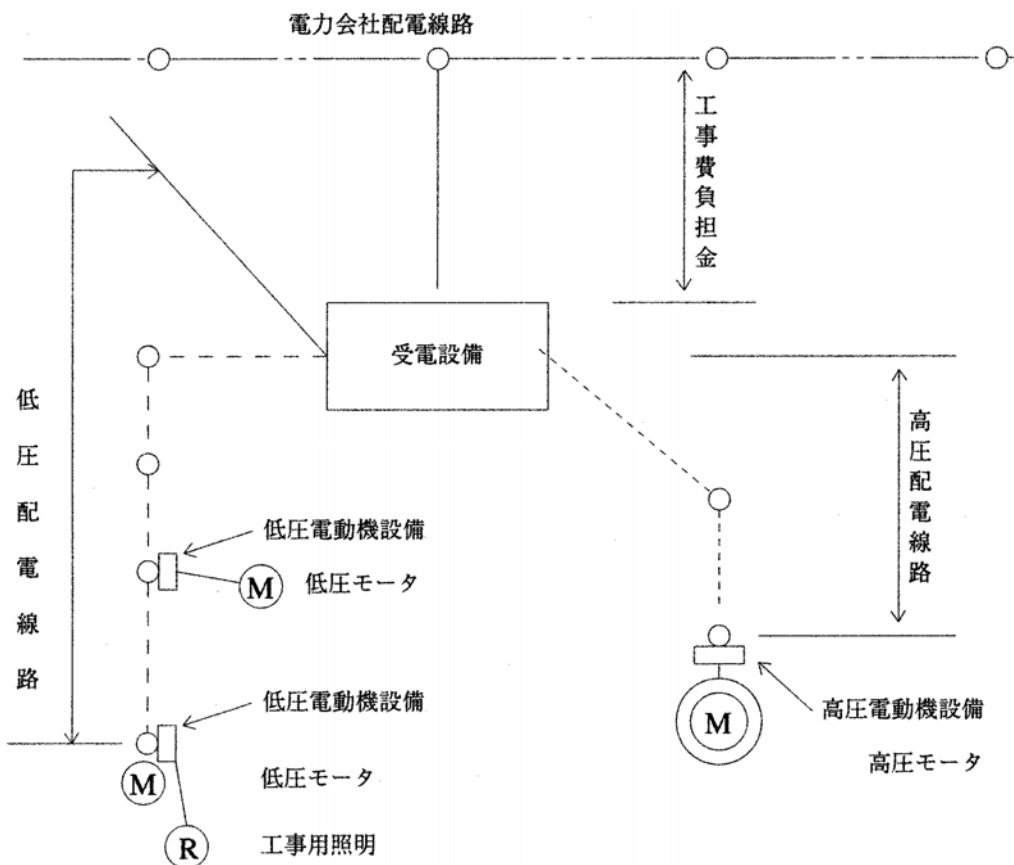 電力会社配電線路
工事費負担金
受電設備
低圧配電線路
高圧配電線路
低圧電動機設備
M
低圧モータ
低圧電動機設備
M
低圧モータ
R
工事用照明
M
高圧電動機設備
高圧モータ